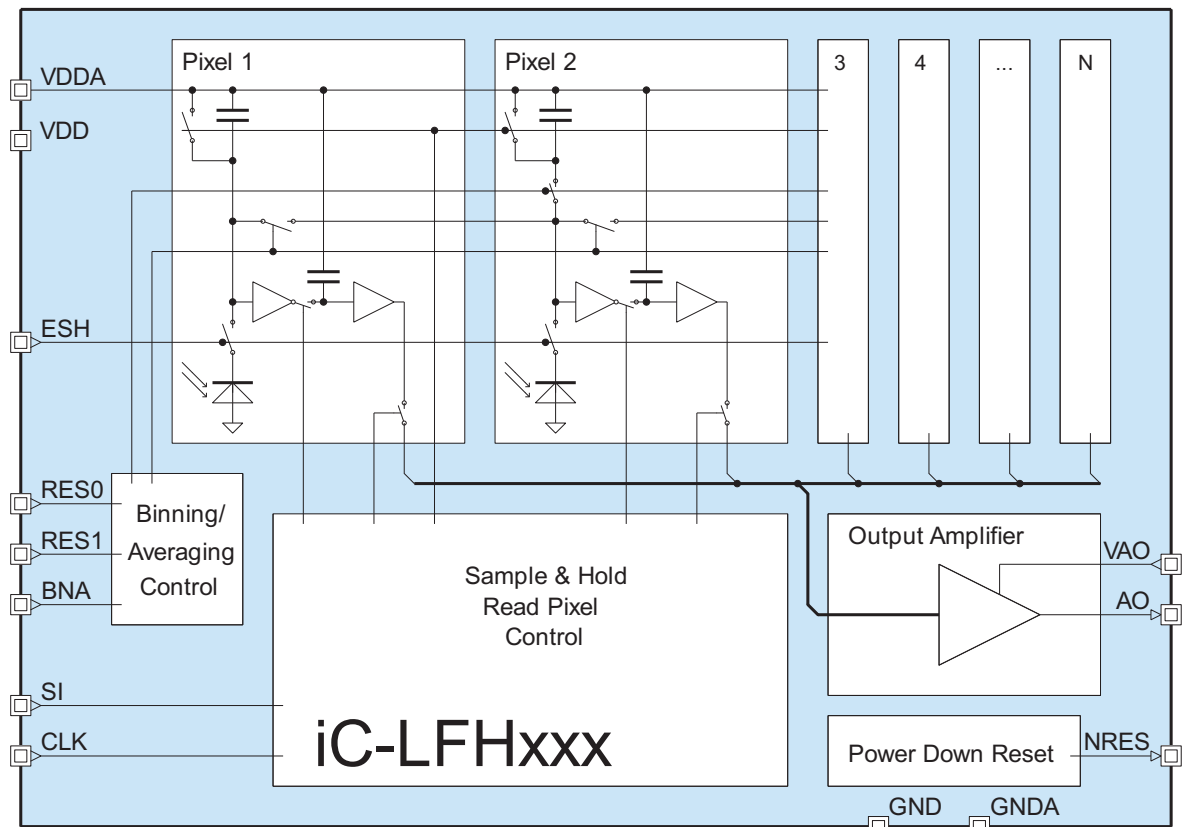 Pixel 1
Pixel 2
3
4
...
N
VDDA
VDD
ESH
RES0
RES1
BNA
Binning/
Averaging
Control
Sample & Hold
Read Pixel
Control
Output Amplifier
VAO
AO
SI
CLK
iC-LFHxxx
Power Down Reset
NRES
GND
GNDA